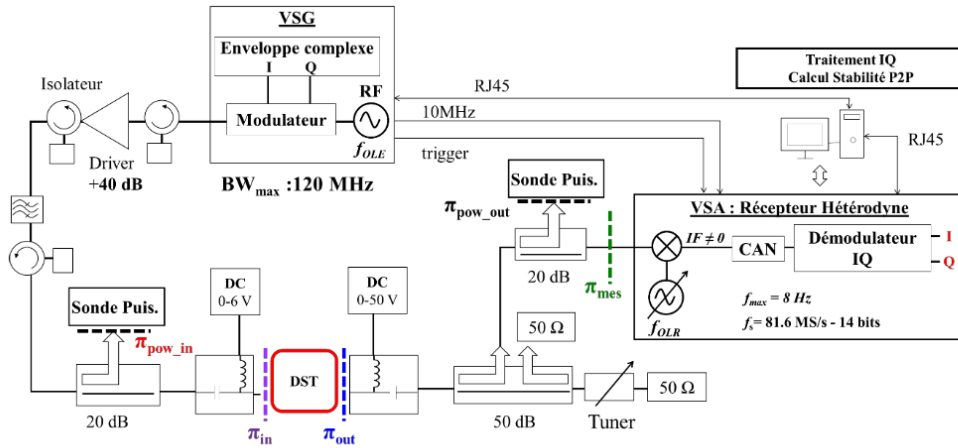 VSG
Enveloppe complexe
I Q
Modulateur
RF
f_OLE
BW_max :120 MHz
Isolateur
Driver
+40 dB
RJ45
10MHz
trigger
Traitement IQ
Calcul Stabilité P2P
RJ45
Sonde Puis.
π_pow_out
20 dB
π_mes
VSA : Récepteur Hétérodyne
IF ≠ 0
CAN
Démodulateur
IQ
I
Q
f_OLR
f_max = 8 Hz
f_s= 81.6 MS/s - 14 bits
Sonde Puis.
π_pow_in
20 dB
DC
0-6 V
π_in
DST
π_out
DC
0-50 V
50 Ω
50 dB
Tuner
50 Ω